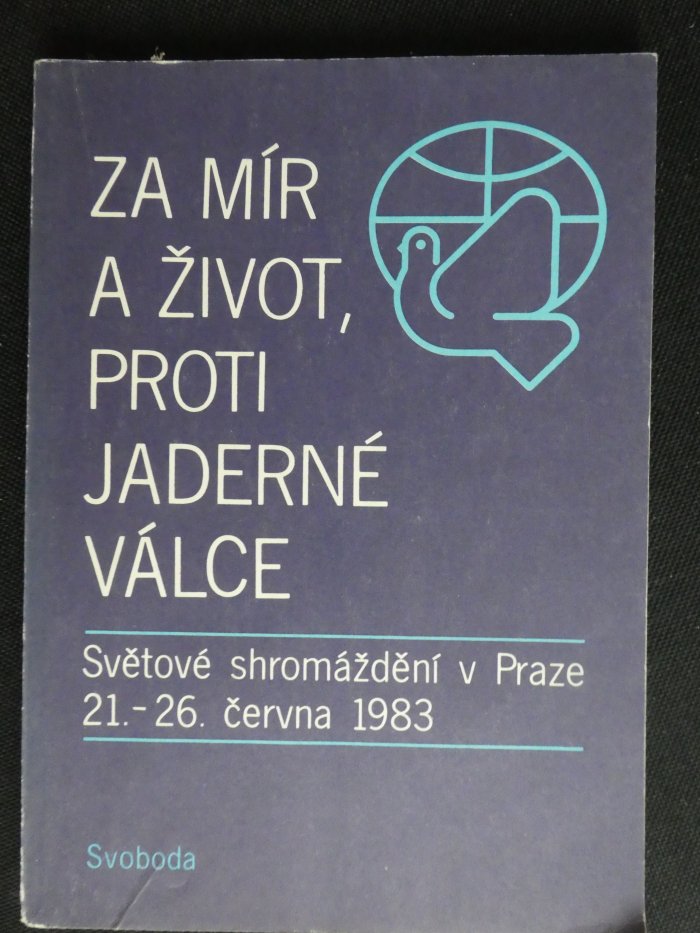 ZA MÍR
A ŽIVOT,
PROTI
JADERNÉ
VÁLCE
Světové shromáždění v Praze
21.-26. června 1983
Svoboda